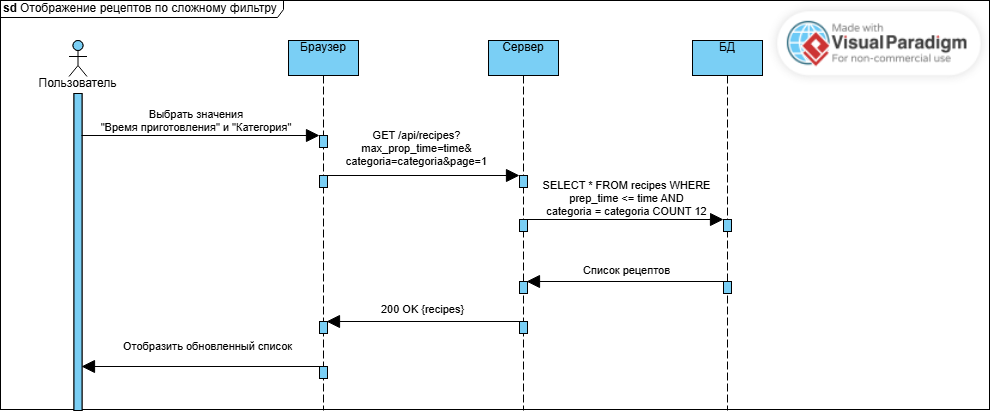 sd Отображение рецептов по сложному фильтру
Made with
Visual Paradigm
For non-commercial use
Браузер
Сервер
БД
Пользователь
Выбрать значения
"Время приготовления" и "Категория"
GET /api/recipes?
max_prop_time=time&
categoria=categoria&page=1
SELECT * FROM recipes WHERE
prep_time <= time AND
categoria = categoria COUNT 12
Список рецептов
200 OK {recipes}
Отобразить обновленный список